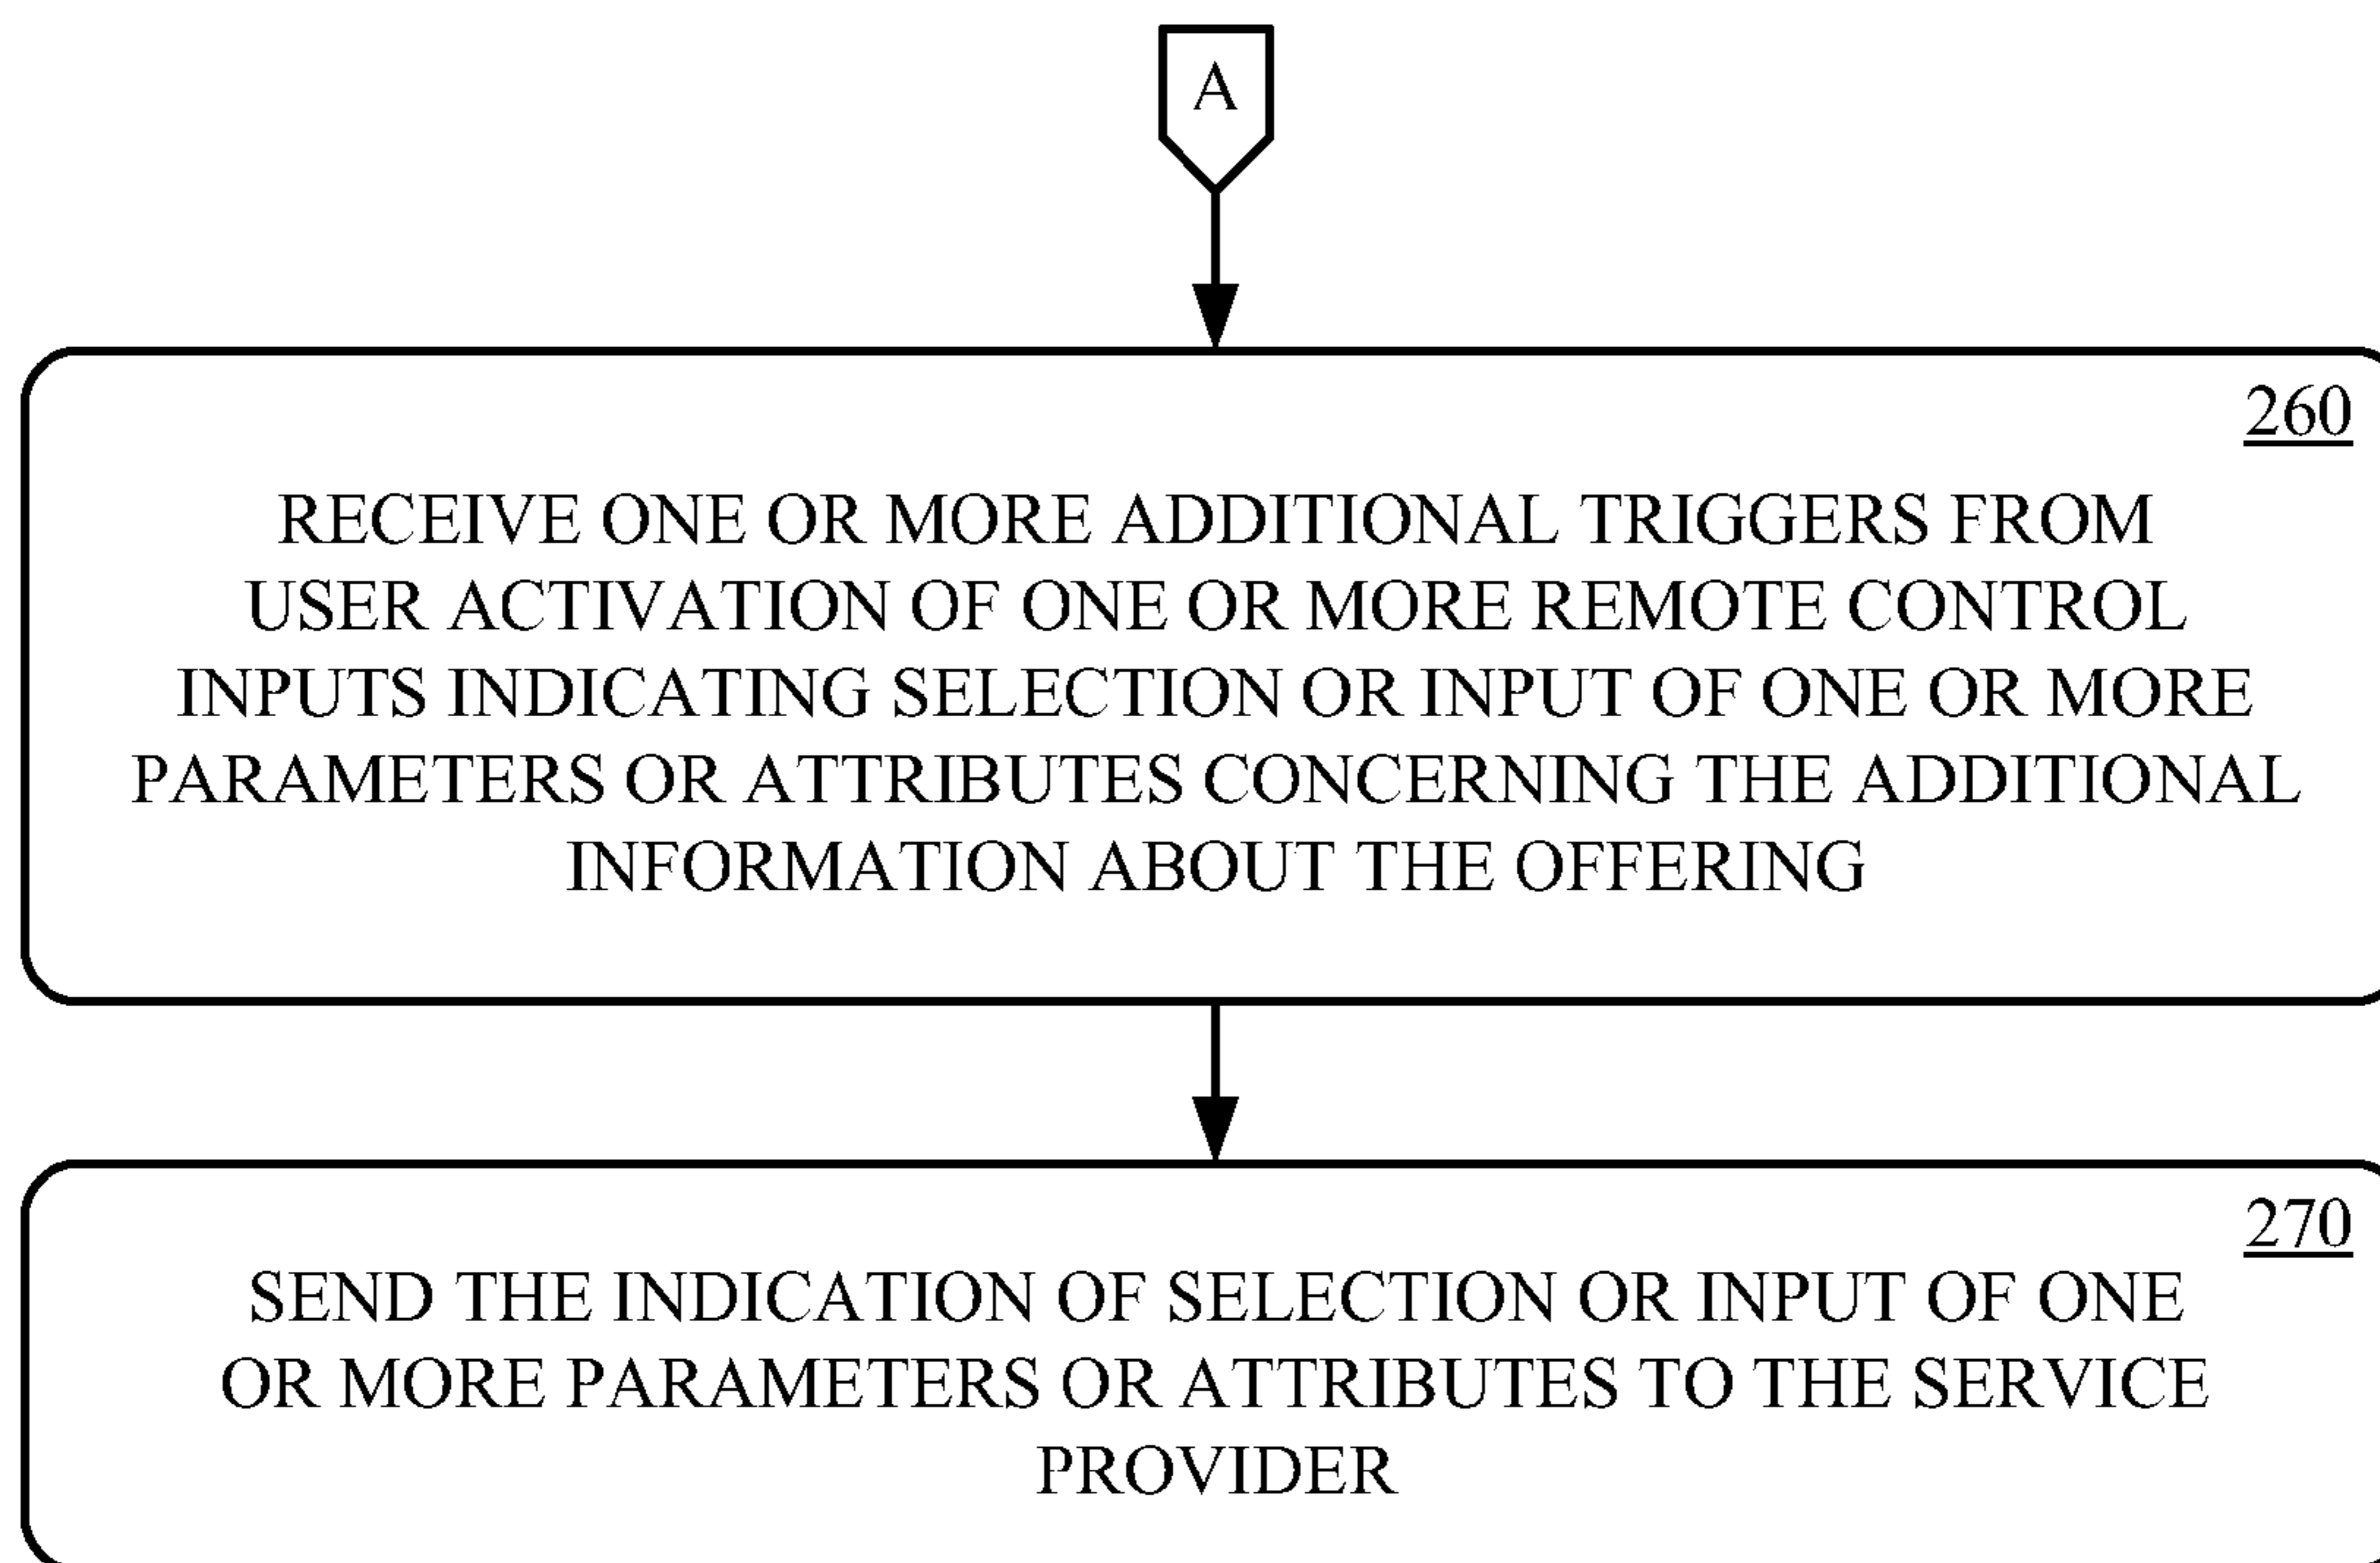 A
260
RECEIVE ONE OR MORE ADDITIONAL TRIGGERS FROM
USER ACTIVATION OF ONE OR MORE REMOTE CONTROL
INPUTS INDICATING SELECTION OR INPUT OF ONE OR MORE
PARAMETERS OR ATTRIBUTES CONCERNING THE ADDITIONAL
INFORMATION ABOUT THE OFFERING
270
SEND THE INDICATION OF SELECTION OR INPUT OF ONE
OR MORE PARAMETERS OR ATTRIBUTES TO THE SERVICE
PROVIDER